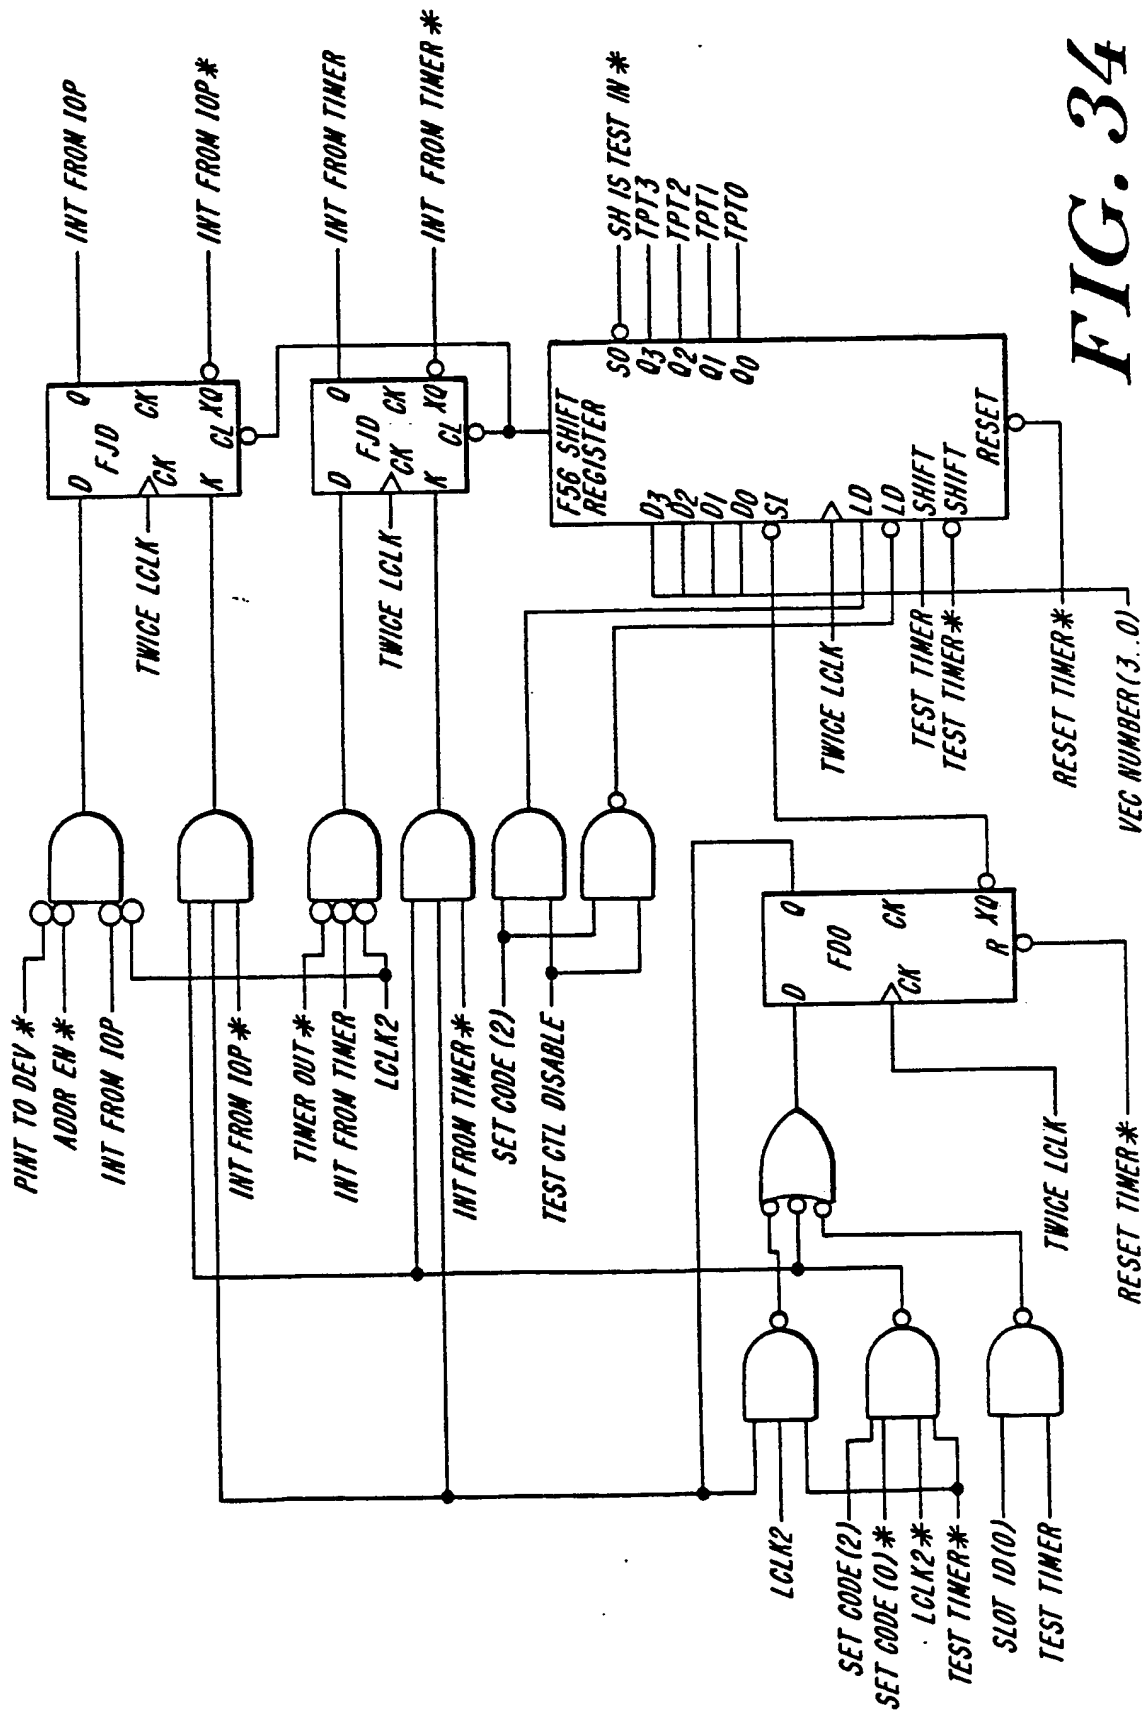 PINT TO DEV *
ADDR EN *
INT FROM IOP
INT FROM IOP *
TIMER OUT *
INT FROM TIMER
LCLK2
INT FROM TIMER *
SET CODE (2)
TEST CTL DISABLE
D
Q
FJD
CK
CK
K
CL
XQ
TWICE LCLK
INT FROM IOP
INT FROM IOP *
D
Q
FJD
CK
CK
K
CL
XQ
TWICE LCLK
INT FROM TIMER
INT FROM TIMER *
F56 SHIFT
REGISTER
D3
D2
D1
D0
SI
LD
LD
SHIFT
SHIFT
RESET
SO
Q3
Q2
Q1
Q0
SH IS TEST IN *
TPT3
TPT2
TPT1
TPT0
TWICE LCLK
TEST TIMER
TEST TIMER *
RESET TIMER *
VEC NUMBER (3..0)
D
Q
FDO
CK
CK
R
XQ
TWICE LCLK
RESET TIMER *
LCLK2
SET CODE (2)
SET CODE (0) *
LCLK2 *
TEST TIMER *
SLOT ID (0)
TEST TIMER
FIG. 34